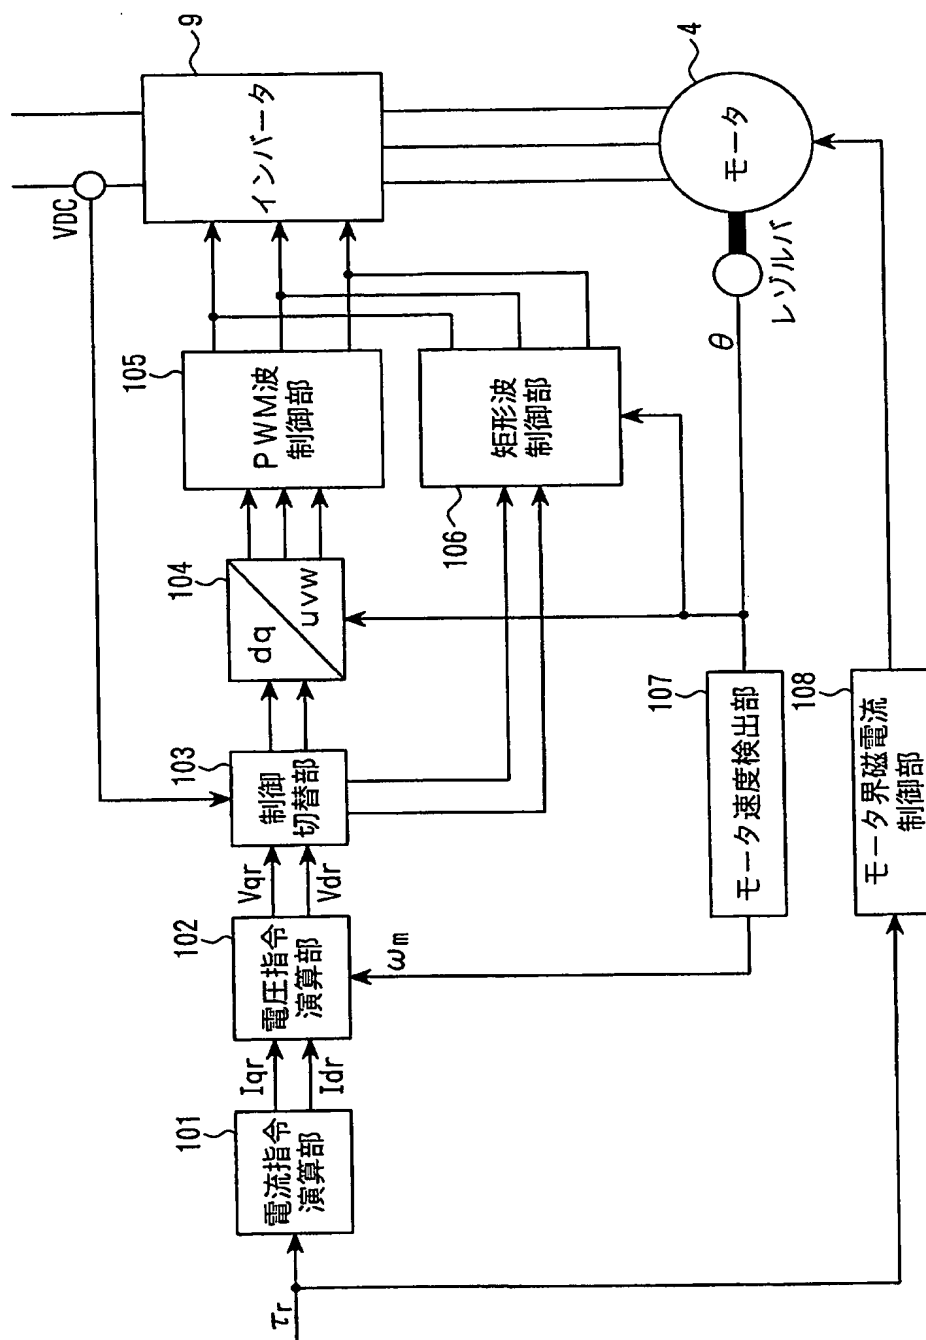 τr
101
電流指令
演算部
Iqr
Idr
102
電圧指令
演算部
Vqr
Vdr
ωm
103
制御
切替部
VDC
104
dq
uvw
105
PWM波
制御部
106
矩形波
制御部
9
インバータ
4
モータ
レゾルバ
θ
107
モータ速度検出部
108
モータ界磁電流
制御部